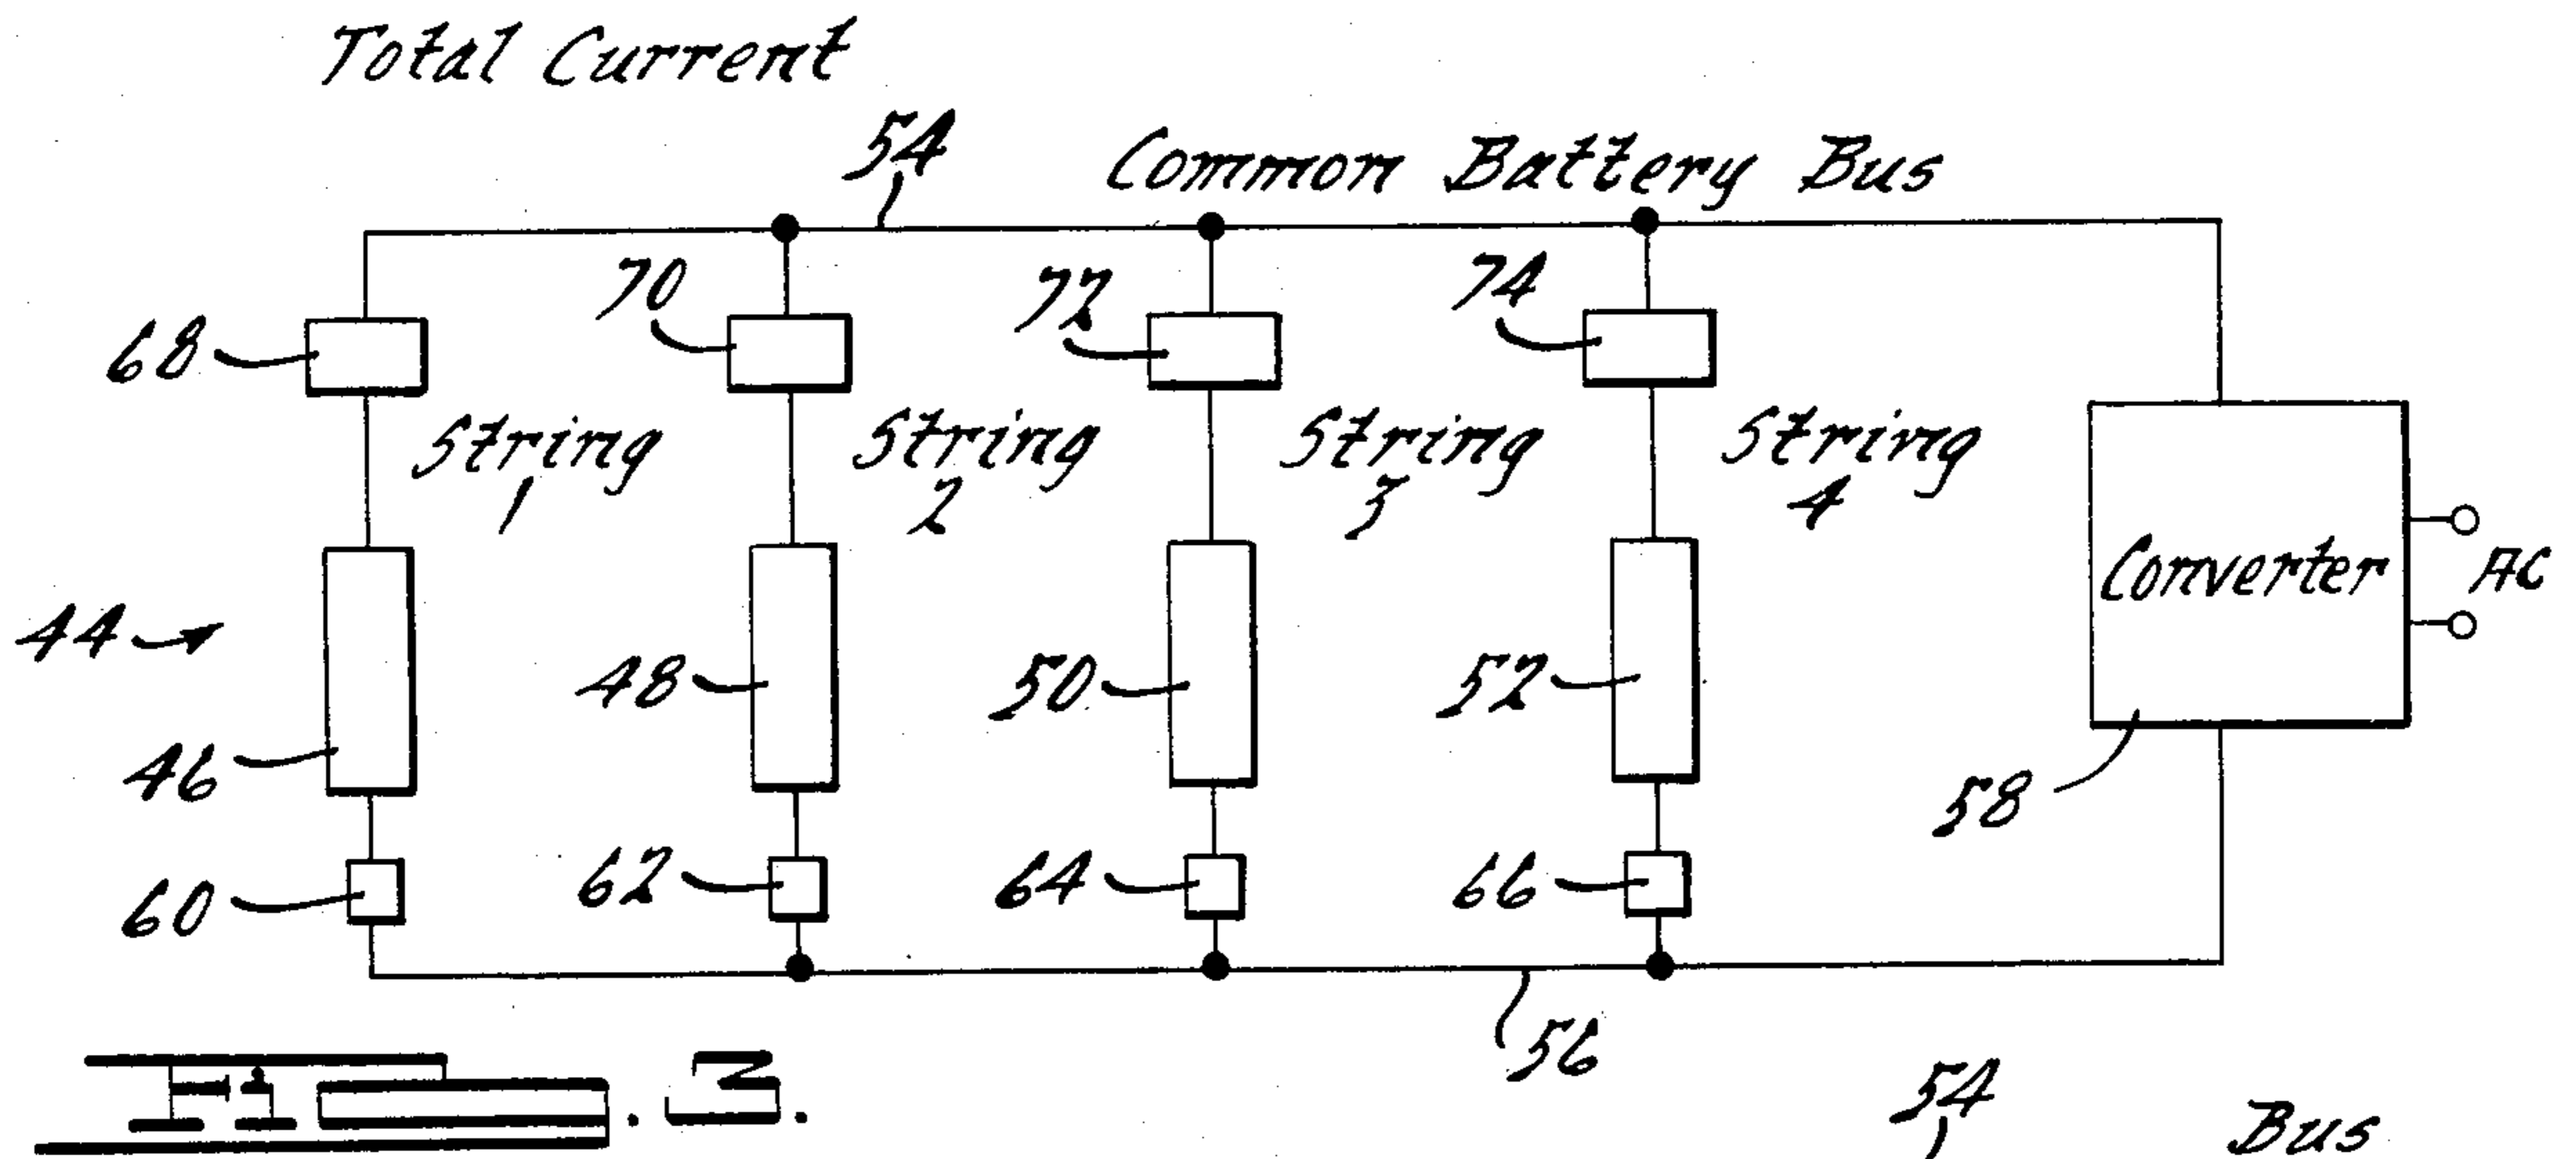 Total Current
54
Common Battery Bus
68
70
72
74
String
1
String
2
String
3
String
4
44
46
48
50
52
Converter
AC
58
60
62
64
66
56
Fig. 3.
54
Bus